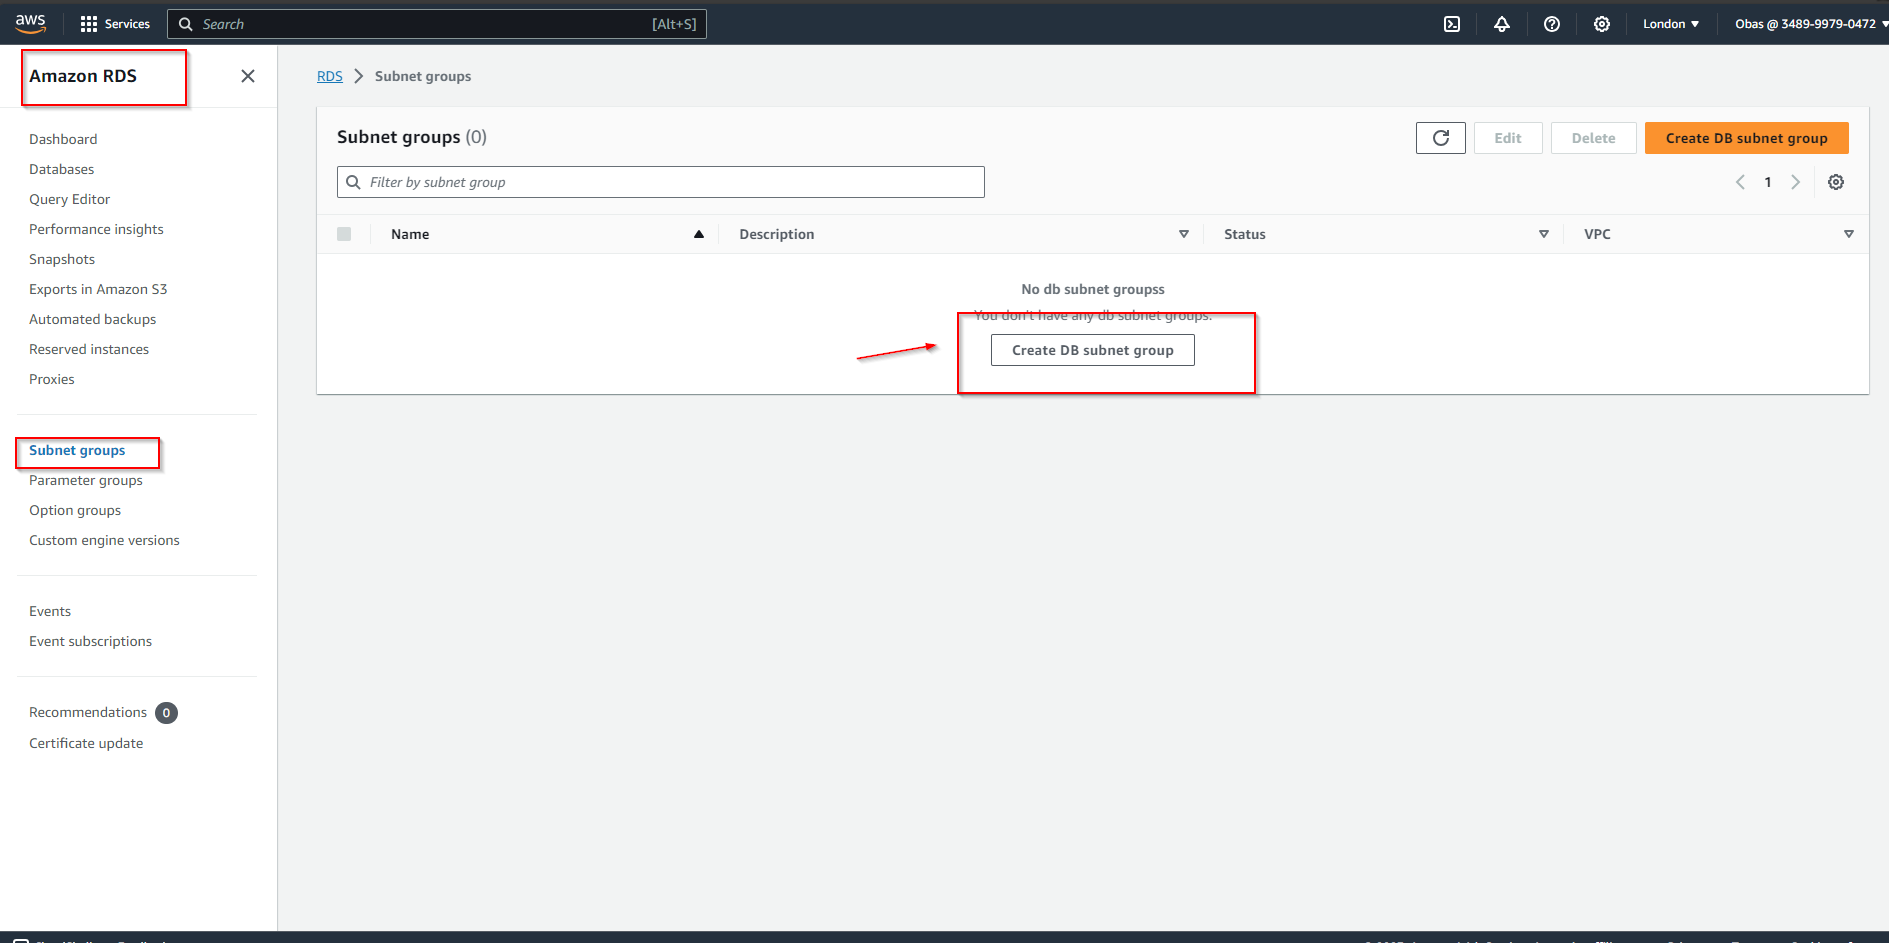 aws
Services
Search
[Alt+S]
London
Obas @ 3489-9979-0472
Amazon RDS
Dashboard
Databases
Query Editor
Performance insights
Snapshots
Exports in Amazon S3
Automated backups
Reserved instances
Proxies
Subnet groups
Parameter groups
Option groups
Custom engine versions
Events
Event subscriptions
Recommendations 0
Certificate update
RDS
Subnet groups
Subnet groups (0)
Edit
Delete
Create DB subnet group
Filter by subnet group
1
Name
Description
Status
VPC
No db subnet groupss
You don't have any db subnet groups.
Create DB subnet group